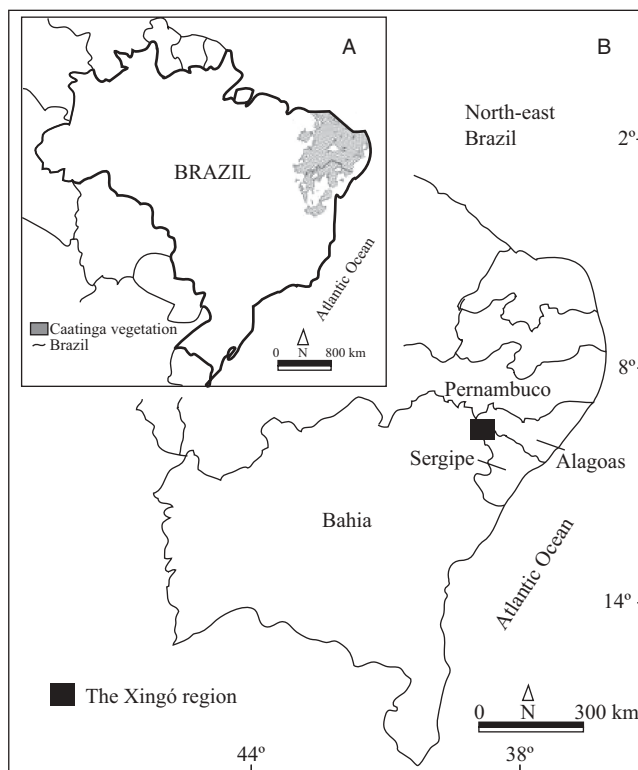 A
BRAZIL
Atlantic Ocean
Caatinga vegetation
Brazil
N
0 800 km
B
North-east
Brazil
2º
8º
Pernambuco
Sergipe
Alagoas
Bahia
Atlantic Ocean
14º
The Xingó region
N
0 300 km
44º
38º